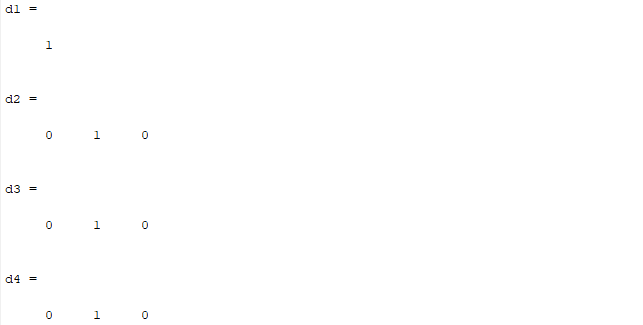 d1 =
1
d2 =
0 1 0
d3 =
0 1 0
d4 =
0 1 0